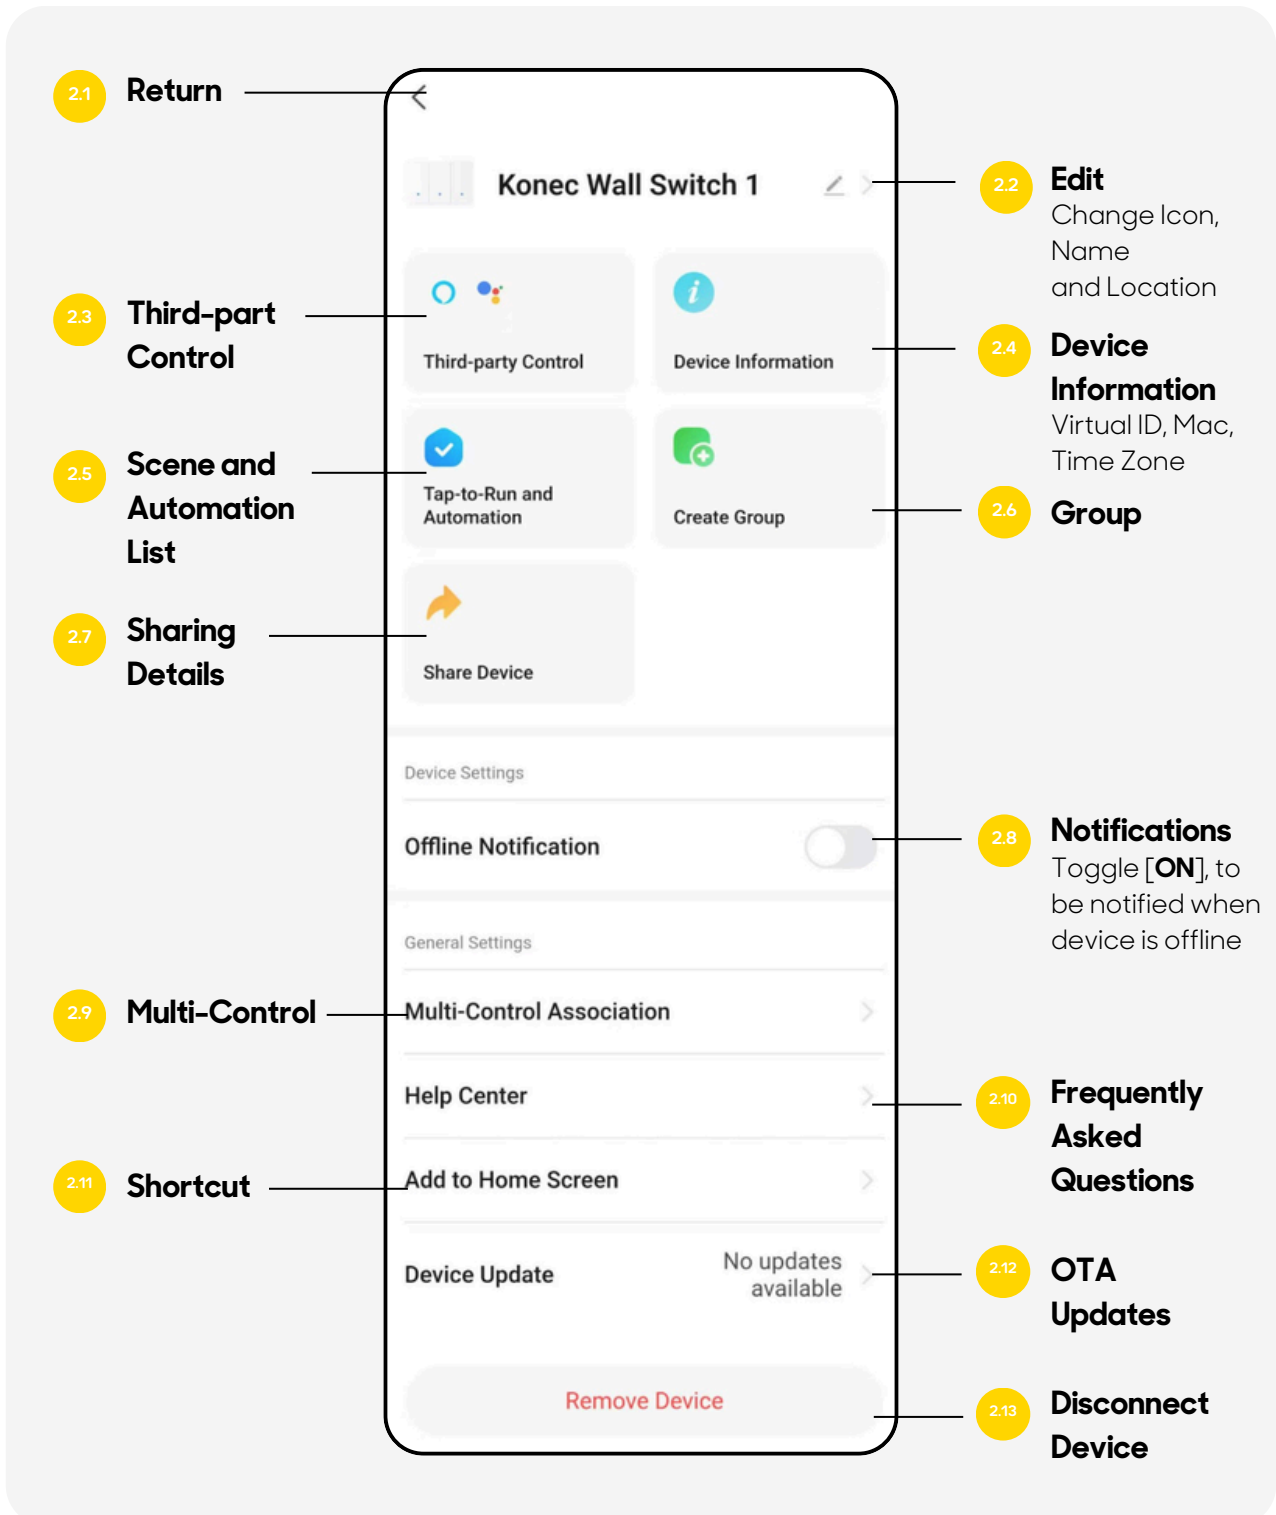 2.1
Return
Konec Wall Switch 1
2.2
Edit
Change Icon,
Name
and Location
2.3
Third-part
Control
Third-party Control
Device Information
2.4
Device
Information
Virtual ID, Mac,
Time Zone
2.5
Scene and
Automation
List
Tap-to-Run and
Automation
Create Group
2.6
Group
2.7
Sharing
Details
Share Device
Device Settings
Offline Notification
2.8
Notifications
Toggle [ON], to
be notified when
device is offline
General Settings
2.9
Multi-Control
Multi-Control Association
Help Center
2.10
Frequently
Asked
Questions
2.11
Shortcut
Add to Home Screen
Device Update
No updates
available
2.12
OTA
Updates
Remove Device
2.13
Disconnect
Device